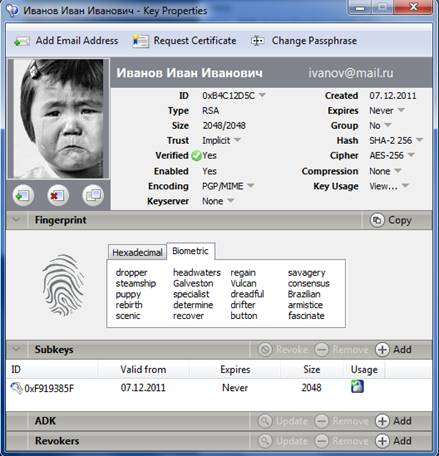 Иванов Иван Иванович - Key Properties
Add Email Address Request Certificate Change Passphrase
Иванов Иван Иванович ivanov@mail.ru
ID 0xB4C12D5C Created 07.12.2011
Type RSA Expires Never
Size 2048/2048 Group No
Trust Implicit Hash SHA-2 256
Verified Yes Cipher AES-256
Enabled Yes Compression None
Encoding PGP/MIME Key Usage View...
Keyserver None
Fingerprint Copy
Hexadecimal Biometric
dropper headwaters regain savagery
steamship Galveston Vulcan consensus
puppy specialist dreadful Brazilian
rebirth determine drifter armistice
scenic recover button fascinate
Subkeys Revoke Remove Add
ID Valid from Expires Size Usage
0xF919385F 07.12.2011 Never 2048
ADK Update Remove Add
Revokers Update Remove Add